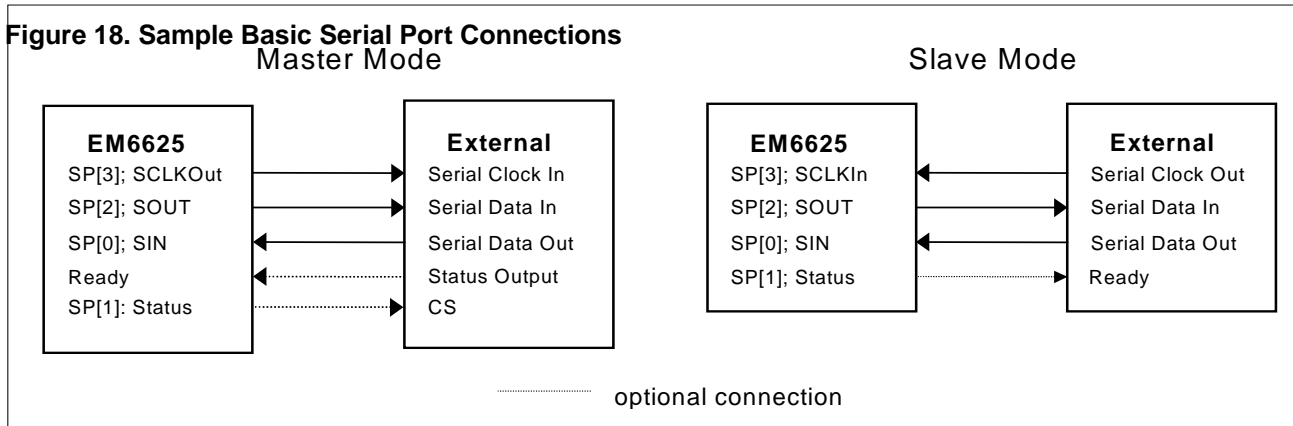 Figure 18. Sample Basic Serial Port Connections
Master Mode
EM6625
SP[3]; SCLKOut
SP[2]; SOUT
SP[0]; SIN
Ready
SP[1]: Status
External
Serial Clock In
Serial Data In
Serial Data Out
Status Output
CS
Slave Mode
EM6625
SP[3]; SCLKIn
SP[2]; SOUT
SP[0]; SIN
SP[1]; Status
External
Serial Clock Out
Serial Data In
Serial Data Out
Ready
optional connection